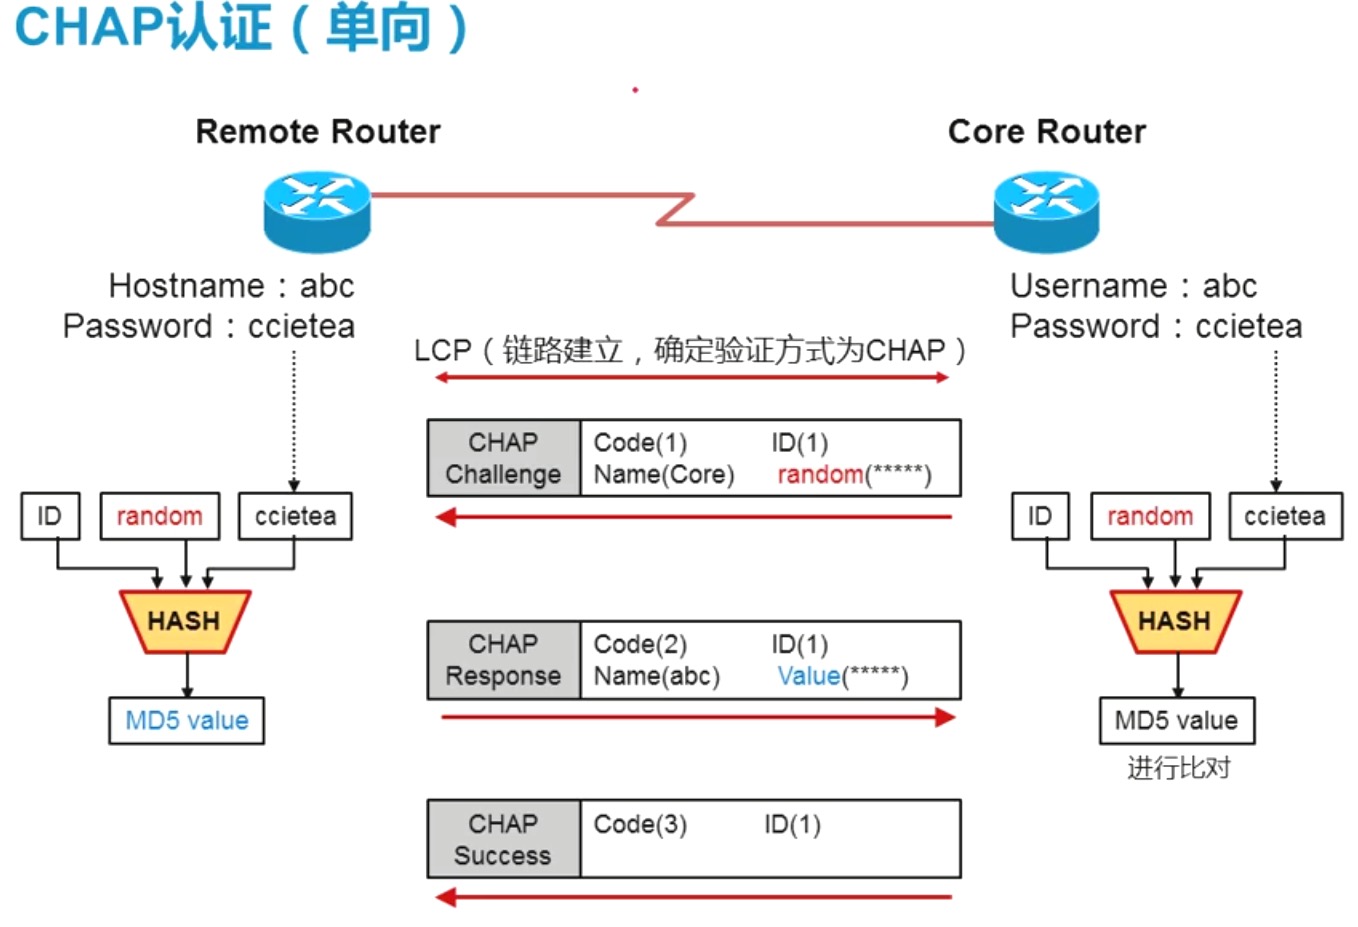 CHAP认证（单向）
Remote Router
Core Router
Hostname：abc
Password：ccietea
Username：abc
Password：ccietea
LCP（链路建立，确定验证方式为CHAP）
CHAP Challenge
Code(1) ID(1)
Name(Core) random(*****)
ID
random
ccietea
HASH
MD5 value
ID
random
ccietea
HASH
MD5 value
进行比对
CHAP Response
Code(2) ID(1)
Name(abc) Value(*****)
CHAP Success
Code(3) ID(1)